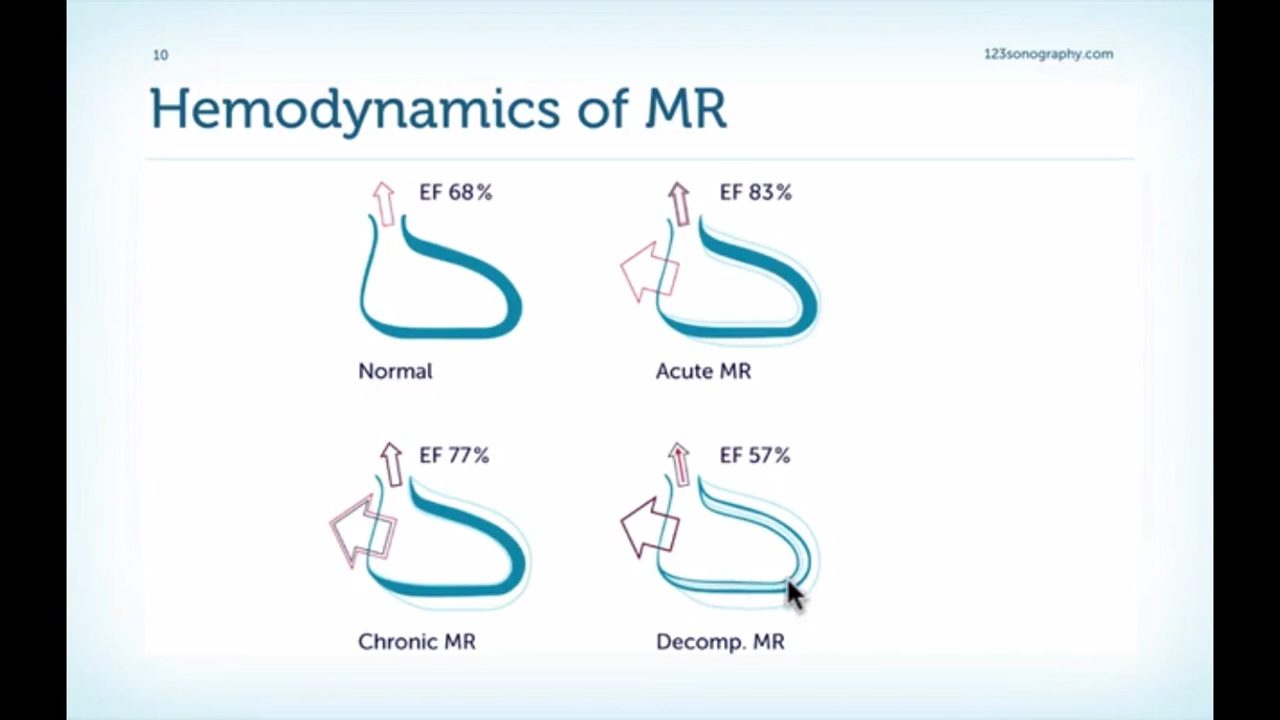 10
123sonography.com
Hemodynamics of MR
EF 68%
EF 83%
Normal
Acute MR
EF 77%
EF 57%
Chronic MR
Decomp. MR